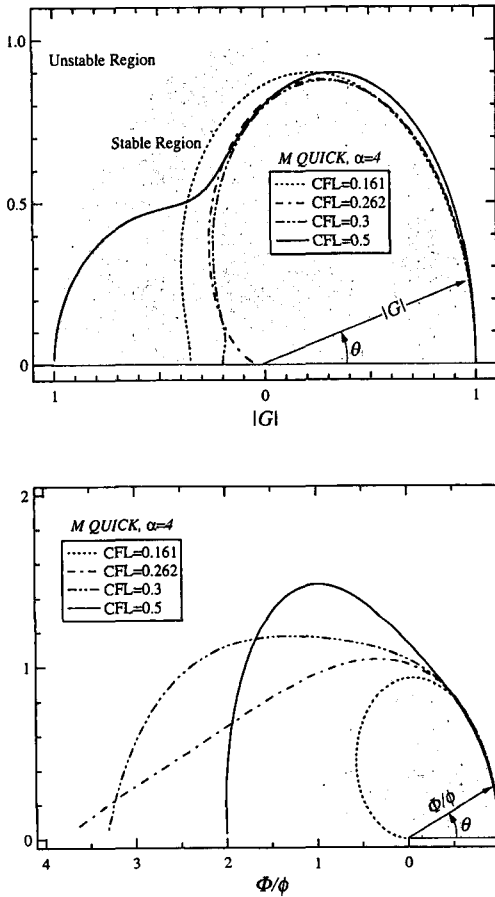 1.0
Unstable Region
Stable Region
M QUICK, α=4
CFL=0.161
CFL=0.262
CFL=0.3
CFL=0.5
0.5
|G|
θ
0
1
0
1
|G|
2
M QUICK, α=4
CFL=0.161
CFL=0.262
CFL=0.3
CFL=0.5
1
Φ/ϕ
θ
0
4
3
2
1
0
Φ/ϕ